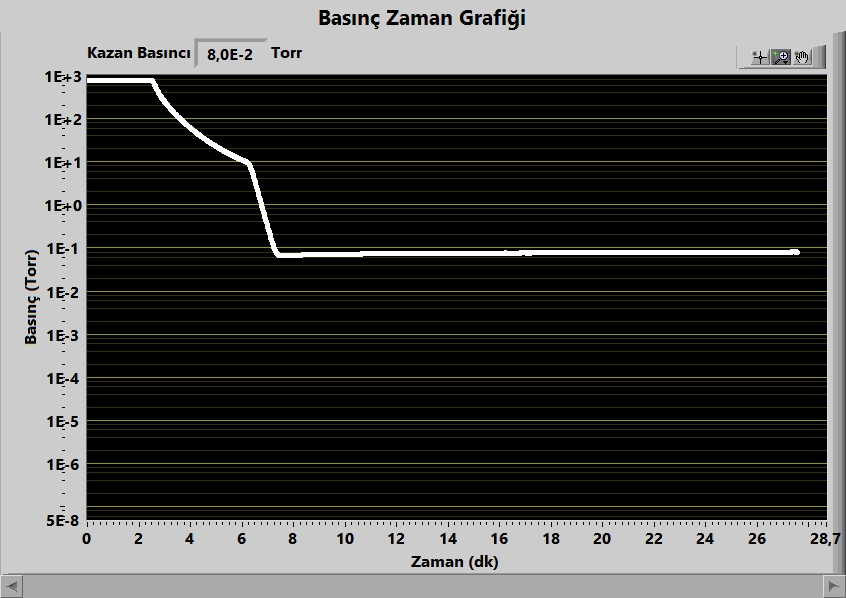 Basınç Zaman Grafiği
Kazan Basıncı 8,0E-2 Torr
1E+3
1E+2
1E+1
1E+0
1E-1
1E-2
1E-3
1E-4
1E-5
1E-6
5E-8
Basınç (Torr)
0 2 4 6 8 10 12 14 16 18 20 22 24 26 28,7
Zaman (dk)